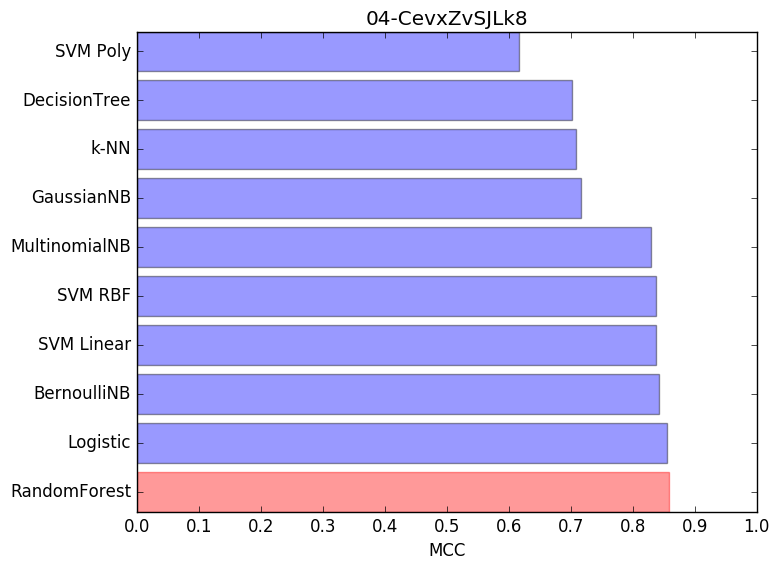 04-CevxZvSJLk8
SVM Poly
DecisionTree
k-NN
GaussianNB
MultinomialNB
SVM RBF
SVM Linear
BernoulliNB
Logistic
RandomForest
0.0 0.1 0.2 0.3 0.4 0.5 0.6 0.7 0.8 0.9 1.0
MCC